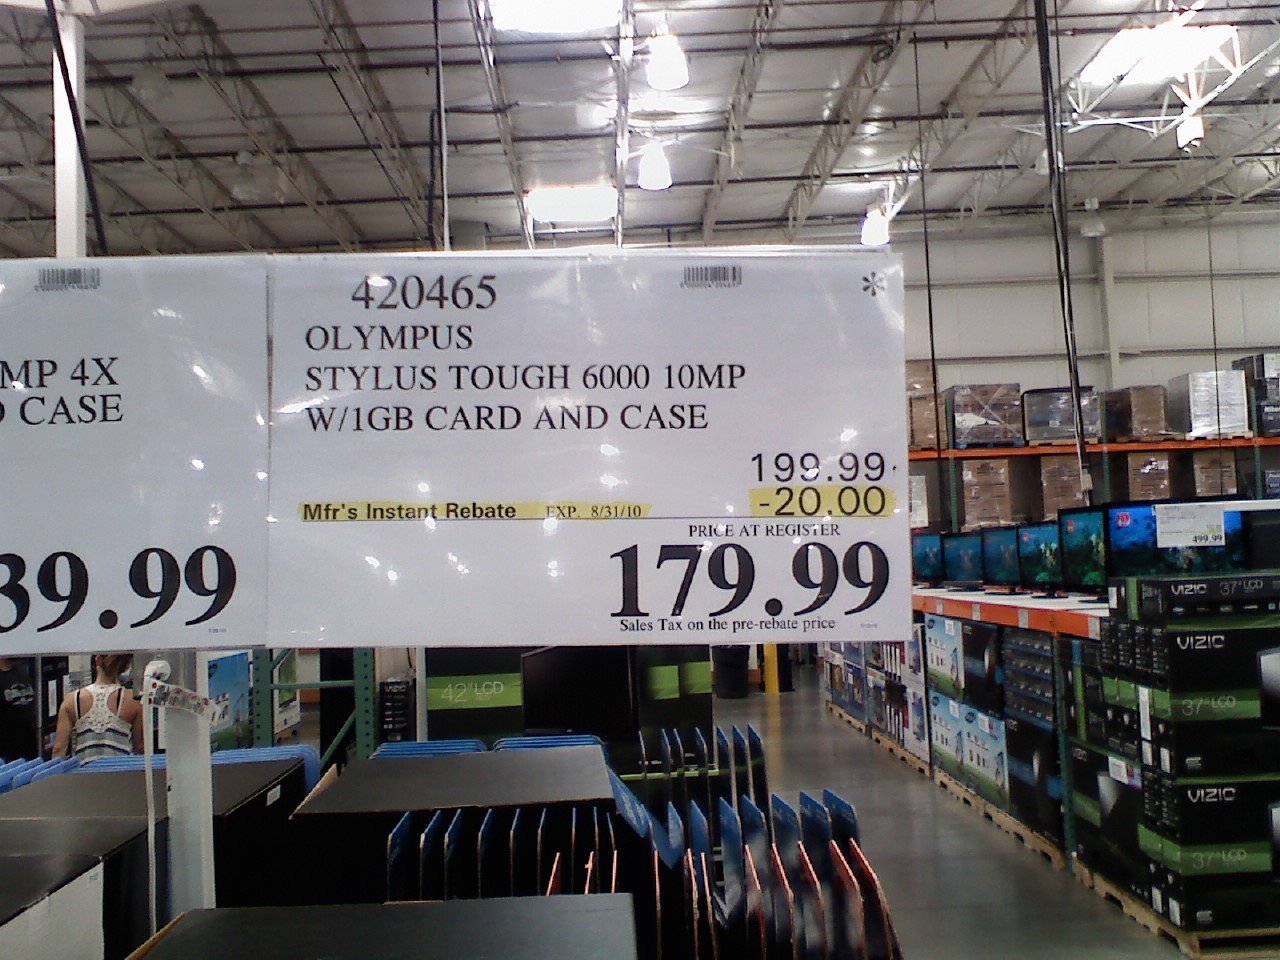 MP 4X
CASE
39.99
420465
*
OLYMPUS
STYLUS TOUGH 6000 10MP
W/1GB CARD AND CASE
199.99
Mfr's Instant Rebate EXP. 8/31/10 -20.00
PRICE AT REGISTER
179.99
Sales Tax on the pre-rebate price
499.99
VIZIO 37" LCD
VIZIO
37" LCD
VIZIO
37" LCD
42" LCD